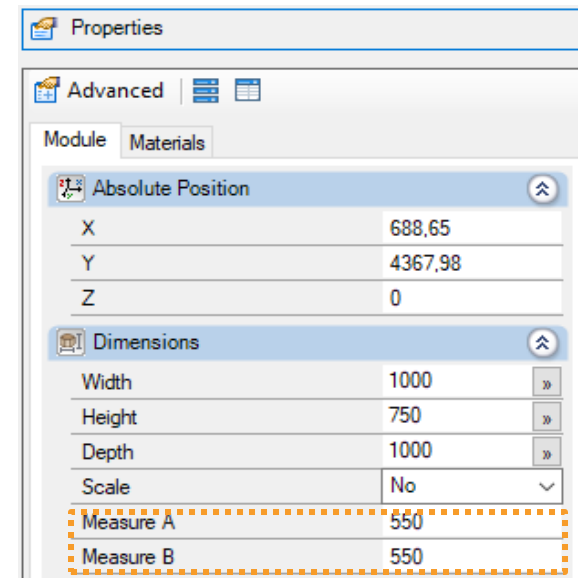 Properties
Advanced
Module Materials
Absolute Position
X 688,65
Y 4367,98
Z 0
Dimensions
Width 1000 »
Height 750 »
Depth 1000 »
Scale No
Measure A 550
Measure B 550